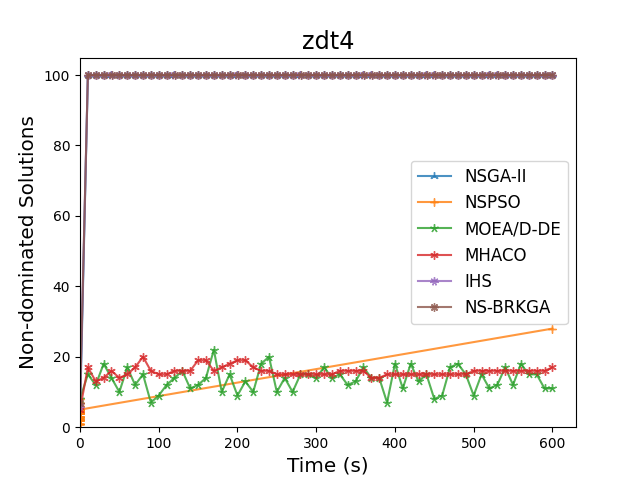 zdt4
Non-dominated Solutions
100
80
60
40
20
0
NSGA-II
NSPSO
MOEA/D-DE
MHACO
IHS
NS-BRKGA
0 100 200 300 400 500 600
Time (s)